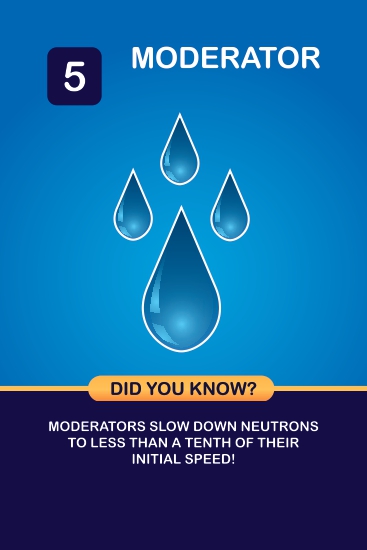 5
MODERATOR
DID YOU KNOW?
MODERATORS SLOW DOWN NEUTRONS
TO LESS THAN A TENTH OF THEIR
INITIAL SPEED!